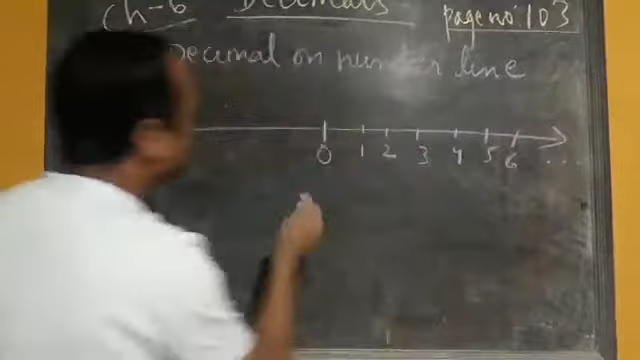 Ch-6 Decimals page no 103
Decimal on number line
0 1 2 3 4 5 6 ...